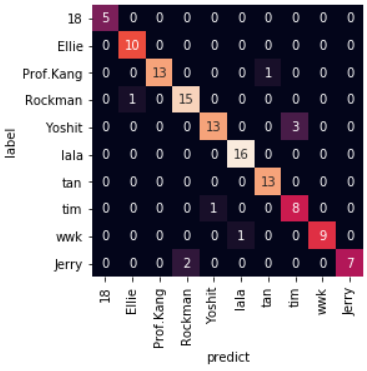 18 5 0 0 0 0 0 0 0 0 0
Ellie 0 10 0 0 0 0 0 0 0 0
Prof.Kang 0 0 13 0 0 0 1 0 0 0
Rockman 0 1 0 15 0 0 0 0 0 0
Yoshit 0 0 0 0 13 0 0 3 0 0
lala 0 0 0 0 0 16 0 0 0 0
tan 0 0 0 0 0 0 13 0 0 0
tim 0 0 0 0 1 0 0 8 0 0
wwk 0 0 0 0 0 1 0 0 9 0
Jerry 0 0 0 2 0 0 0 0 0 7
label
18 Ellie Prof.Kang Rockman Yoshit lala tan tim wwk Jerry
predict